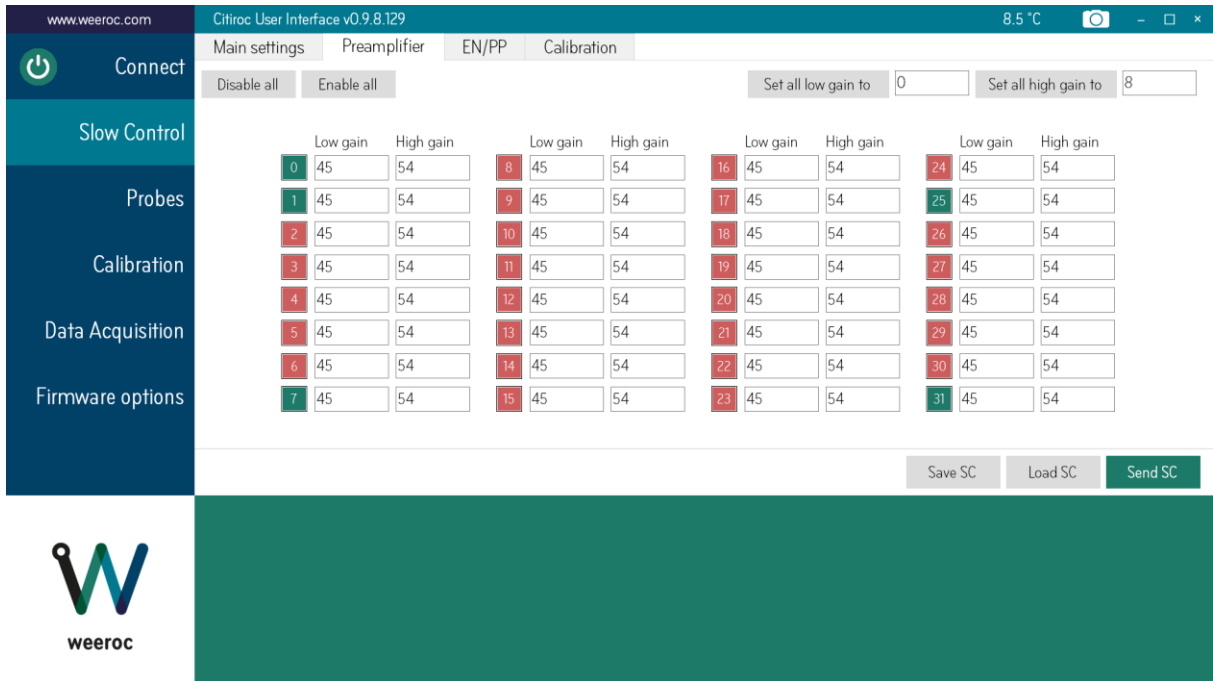 www.weeroc.com Citiroc User Interface v0.9.8.129 8.5 °C
Connect
Main settings Preamplifier EN/PP Calibration
Disable all Enable all Set all low gain to 0 Set all high gain to 8
Slow Control
Probes
Calibration
Data Acquisition
Firmware options
Low gain High gain Low gain High gain Low gain High gain Low gain High gain
0 45 54 8 45 54 16 45 54 24 45 54
1 45 54 9 45 54 17 45 54 25 45 54
2 45 54 10 45 54 18 45 54 26 45 54
3 45 54 11 45 54 19 45 54 27 45 54
4 45 54 12 45 54 20 45 54 28 45 54
5 45 54 13 45 54 21 45 54 29 45 54
6 45 54 14 45 54 22 45 54 30 45 54
7 45 54 15 45 54 23 45 54 31 45 54
Save SC Load SC Send SC
weeroc